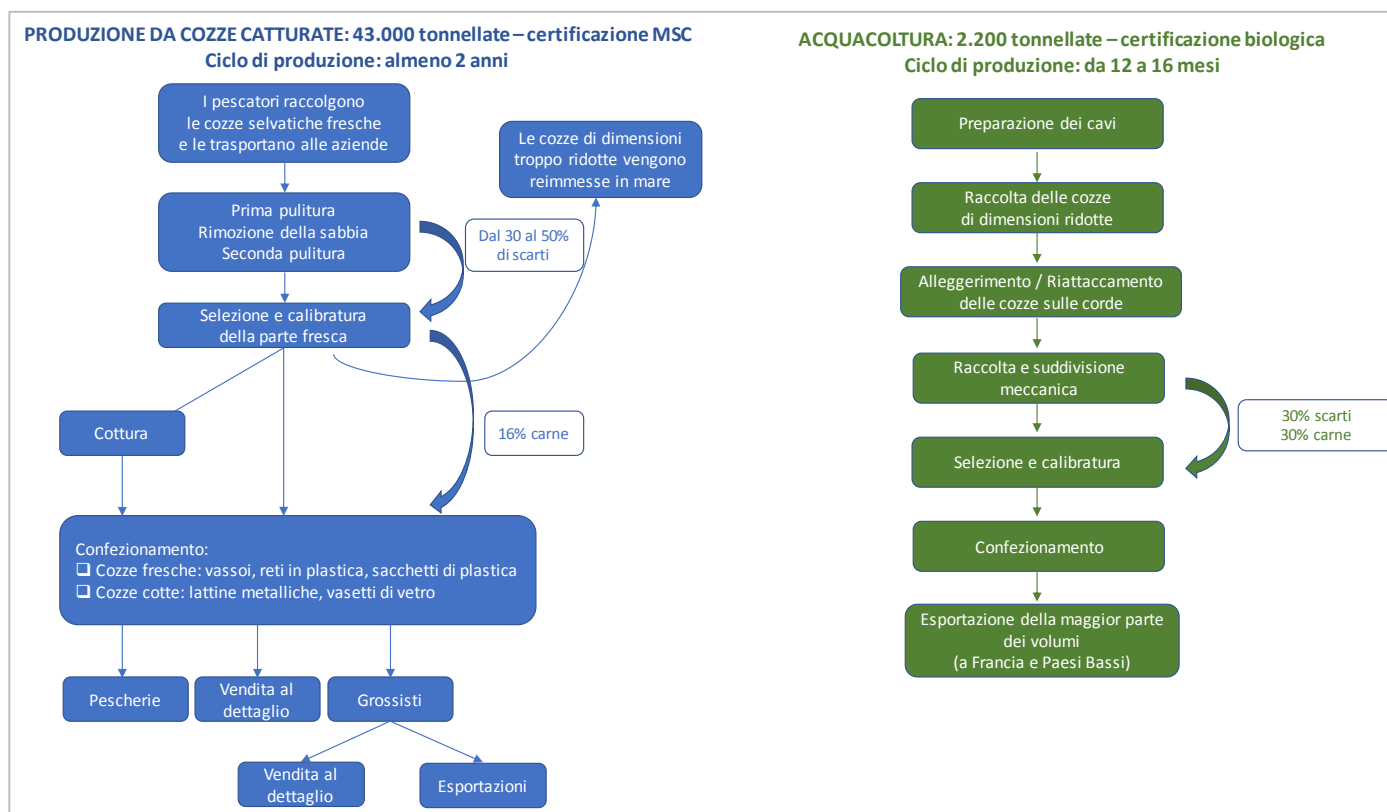 PRODUZIONE DA COZZE CATTURATE: 43.000 tonnellate – certificazione MSC
Ciclo di produzione: almeno 2 anni
I pescatori raccolgono
le cozze selvatiche fresche
e le trasportano alle aziende
Le cozze di dimensioni
troppo ridotte vengono
reimmesse in mare
Prima pulitura
Rimozione della sabbia
Seconda pulitura
Dal 30 al 50%
di scarti
Selezione e calibratura
della parte fresca
Cottura
16% carne
Confezionamento:
❑ Cozze fresche: vassoi, reti in plastica, sacchetti di plastica
❑ Cozze cotte: lattine metalliche, vasetti di vetro
Pescherie
Vendita al
dettaglio
Grossisti
Vendita al
dettaglio
Esportazioni
ACQUACOLTURA: 2.200 tonnellate – certificazione biologica
Ciclo di produzione: da 12 a 16 mesi
Preparazione dei cavi
Raccolta delle cozze
di dimensioni ridotte
Alleggerimento / Riattaccamento
delle cozze sulle corde
Raccolta e suddivisione
meccanica
30% scarti
30% carne
Selezione e calibratura
Confezionamento
Esportazione della maggior parte
dei volumi
(a Francia e Paesi Bassi)